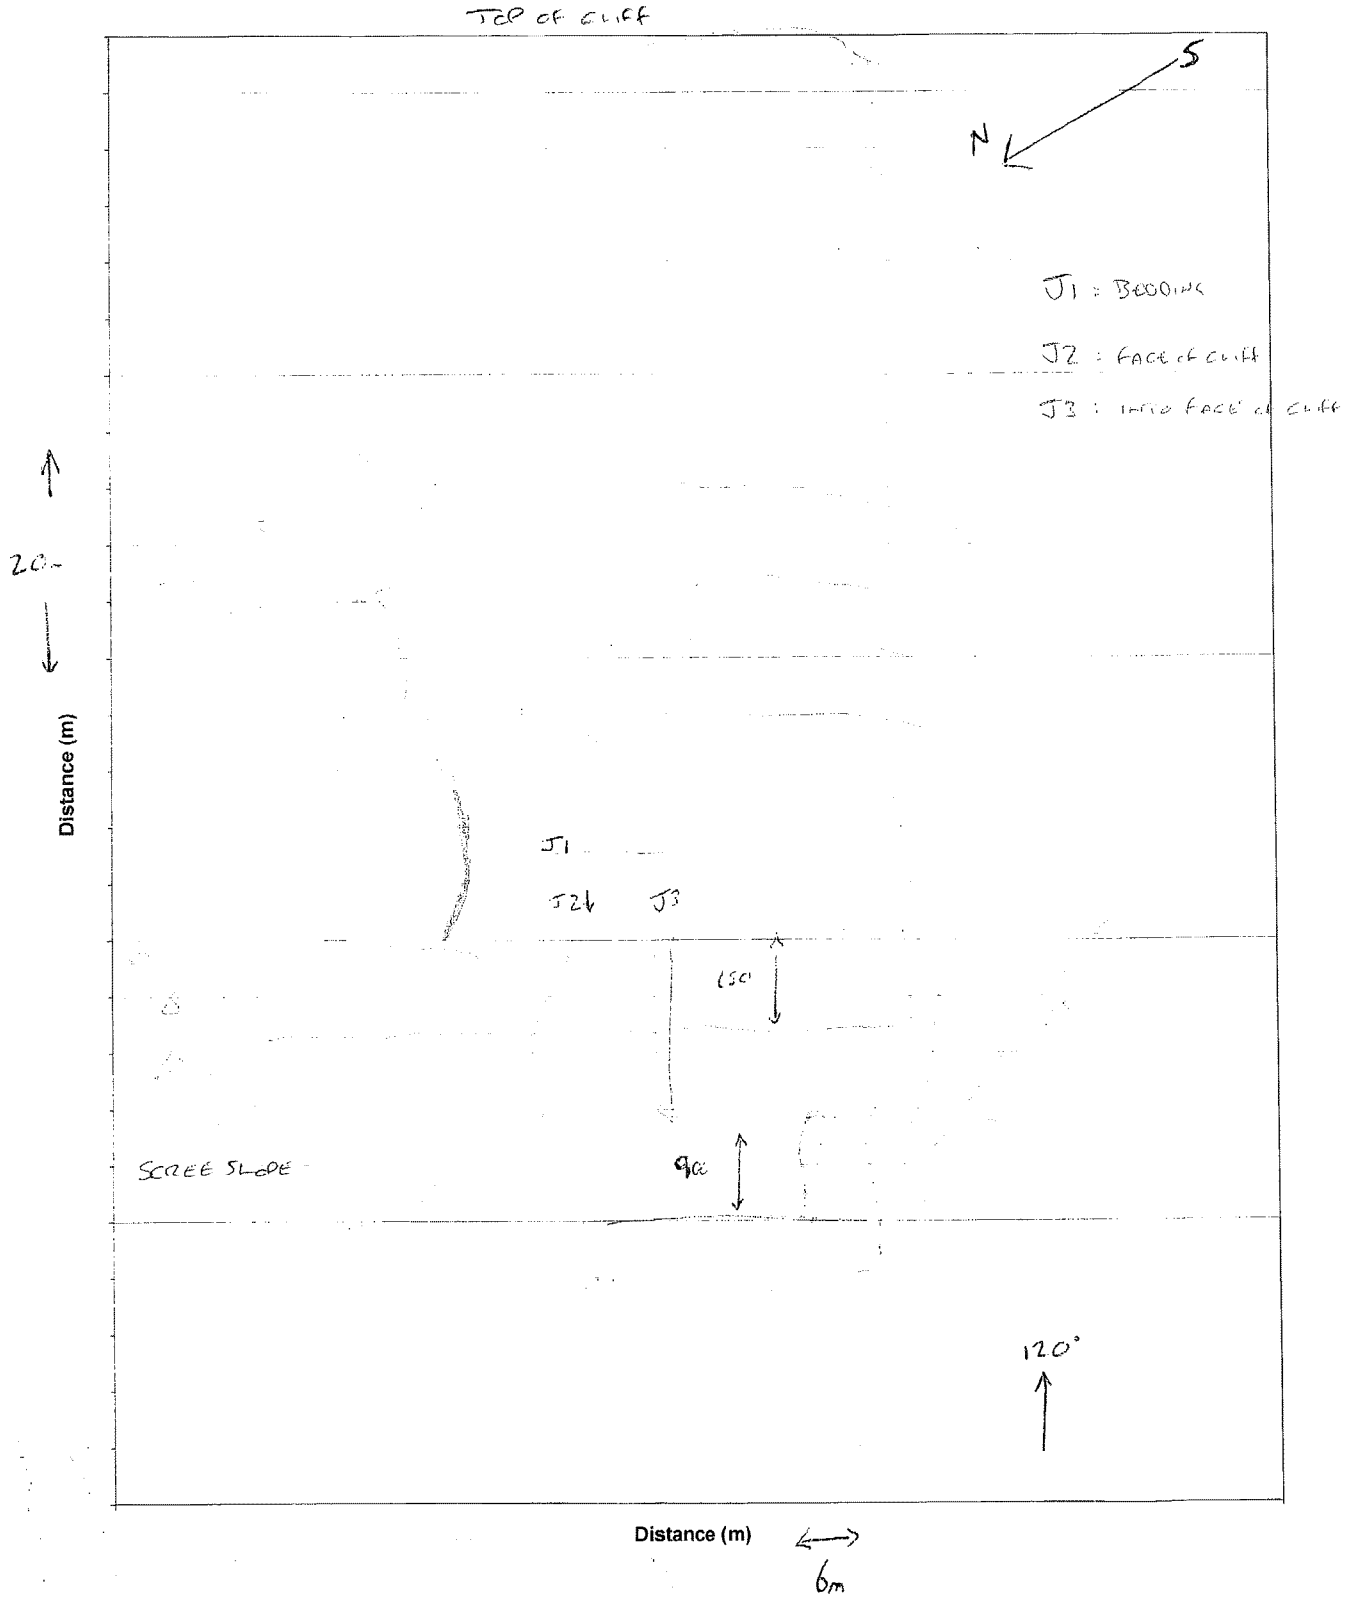 TOP OF CLIFF
S
N
J1 : BEDDING
J2 : FACE of CLIFF
J3 : INTO FACE of CLIFF
20m
Distance (m)
J1
J2
J3
150
SCREE SLOPE
120°
Distance (m)
6m